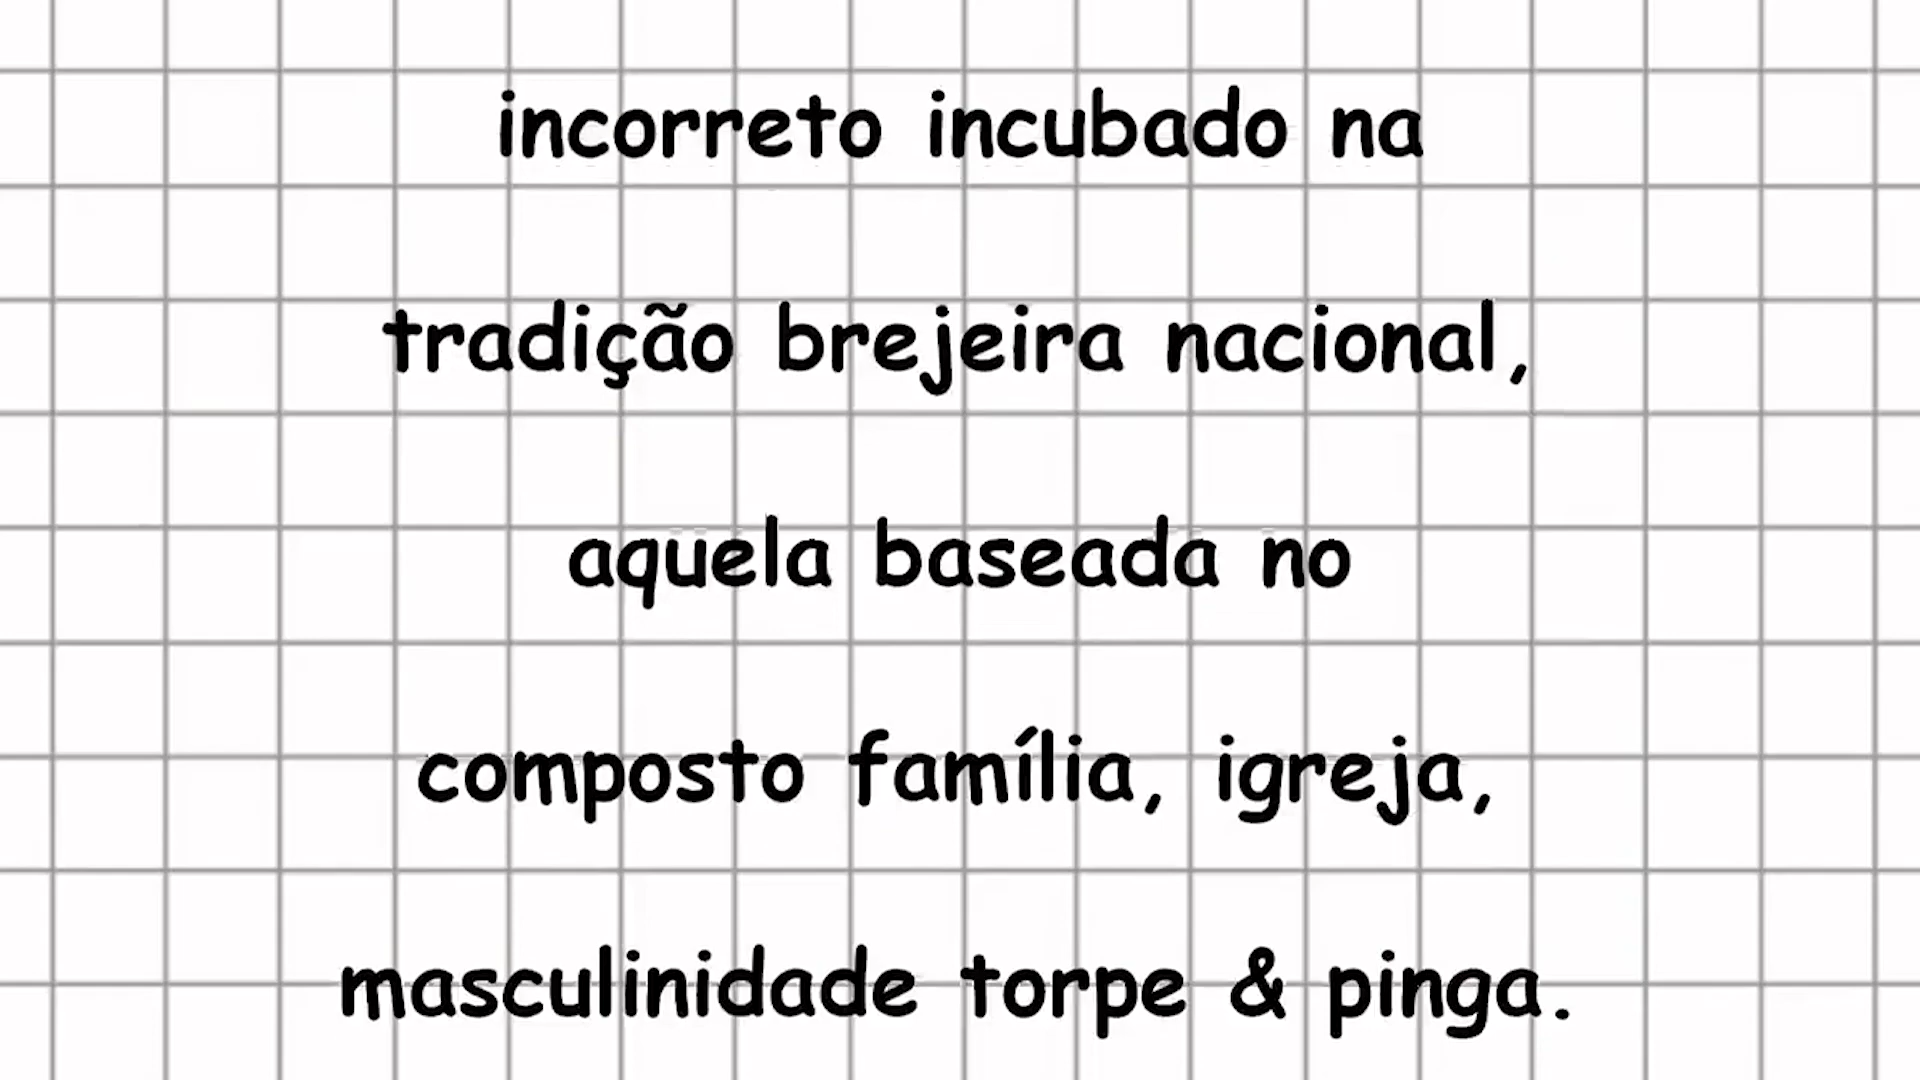 incorreto incubado na
tradição brejeira nacional,
aquela baseada no
composto família, igreja,
masculinidade torpe & pinga.